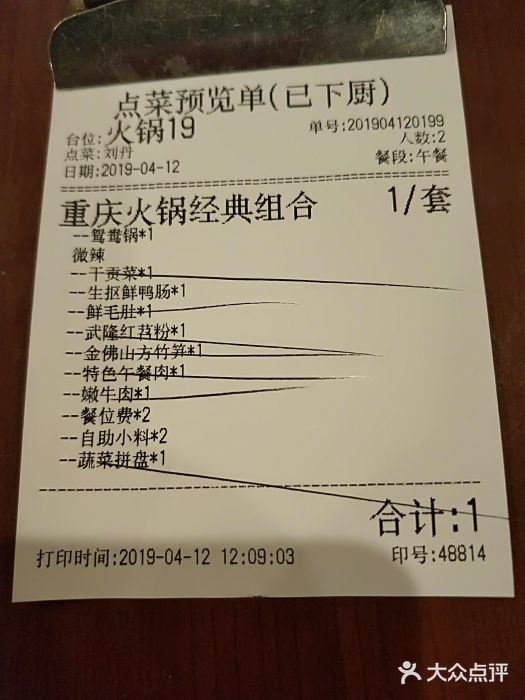 点菜预览单(已下厨)
台位:火锅19
单号:201904120199
点菜:刘丹
人数:2
日期:2019-04-12
餐段:午餐
重庆火锅经典组合 1/套
--鸳鸯锅*1
微辣
--干贡菜*1
--生抠鲜鸭肠*1
--鲜毛肚*1
--武隆红苕粉*1
--金佛山方竹笋*1
--特色午餐肉*1
--嫩牛肉*1
--餐位费*2
--自助小料*2
--蔬菜拼盘*1
合计:1
打印时间:2019-04-12 12:09:03
印号:48814
大众点评